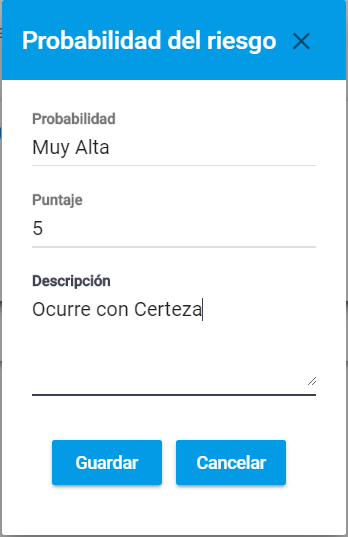 Probabilidad del riesgo
Probabilidad
Muy Alta
Puntaje
5
Descripción
Ocurre con Certeza
Guardar
Cancelar